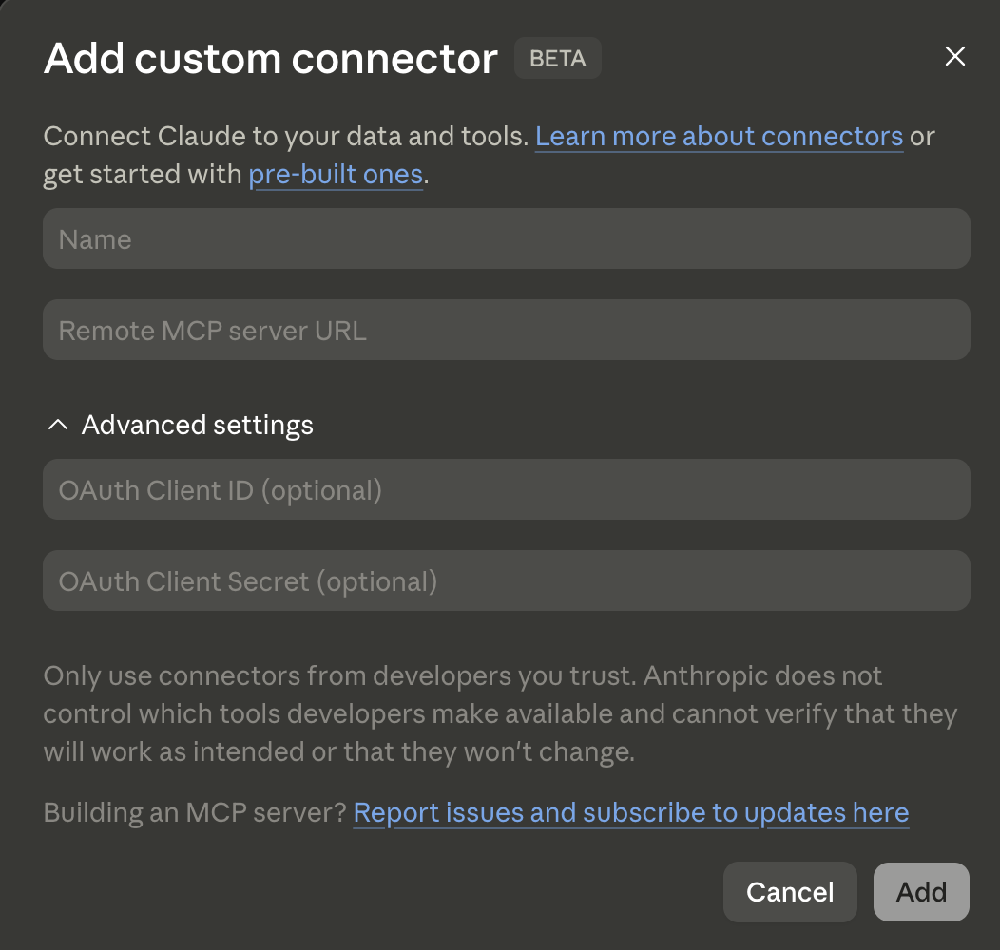 Add custom connector BETA
Connect Claude to your data and tools. Learn more about connectors or
get started with pre-built ones.
Name
Remote MCP server URL
Advanced settings
OAuth Client ID (optional)
OAuth Client Secret (optional)
Only use connectors from developers you trust. Anthropic does not
control which tools developers make available and cannot verify that they
will work as intended or that they won't change.
Building an MCP server? Report issues and subscribe to updates here
Cancel Add